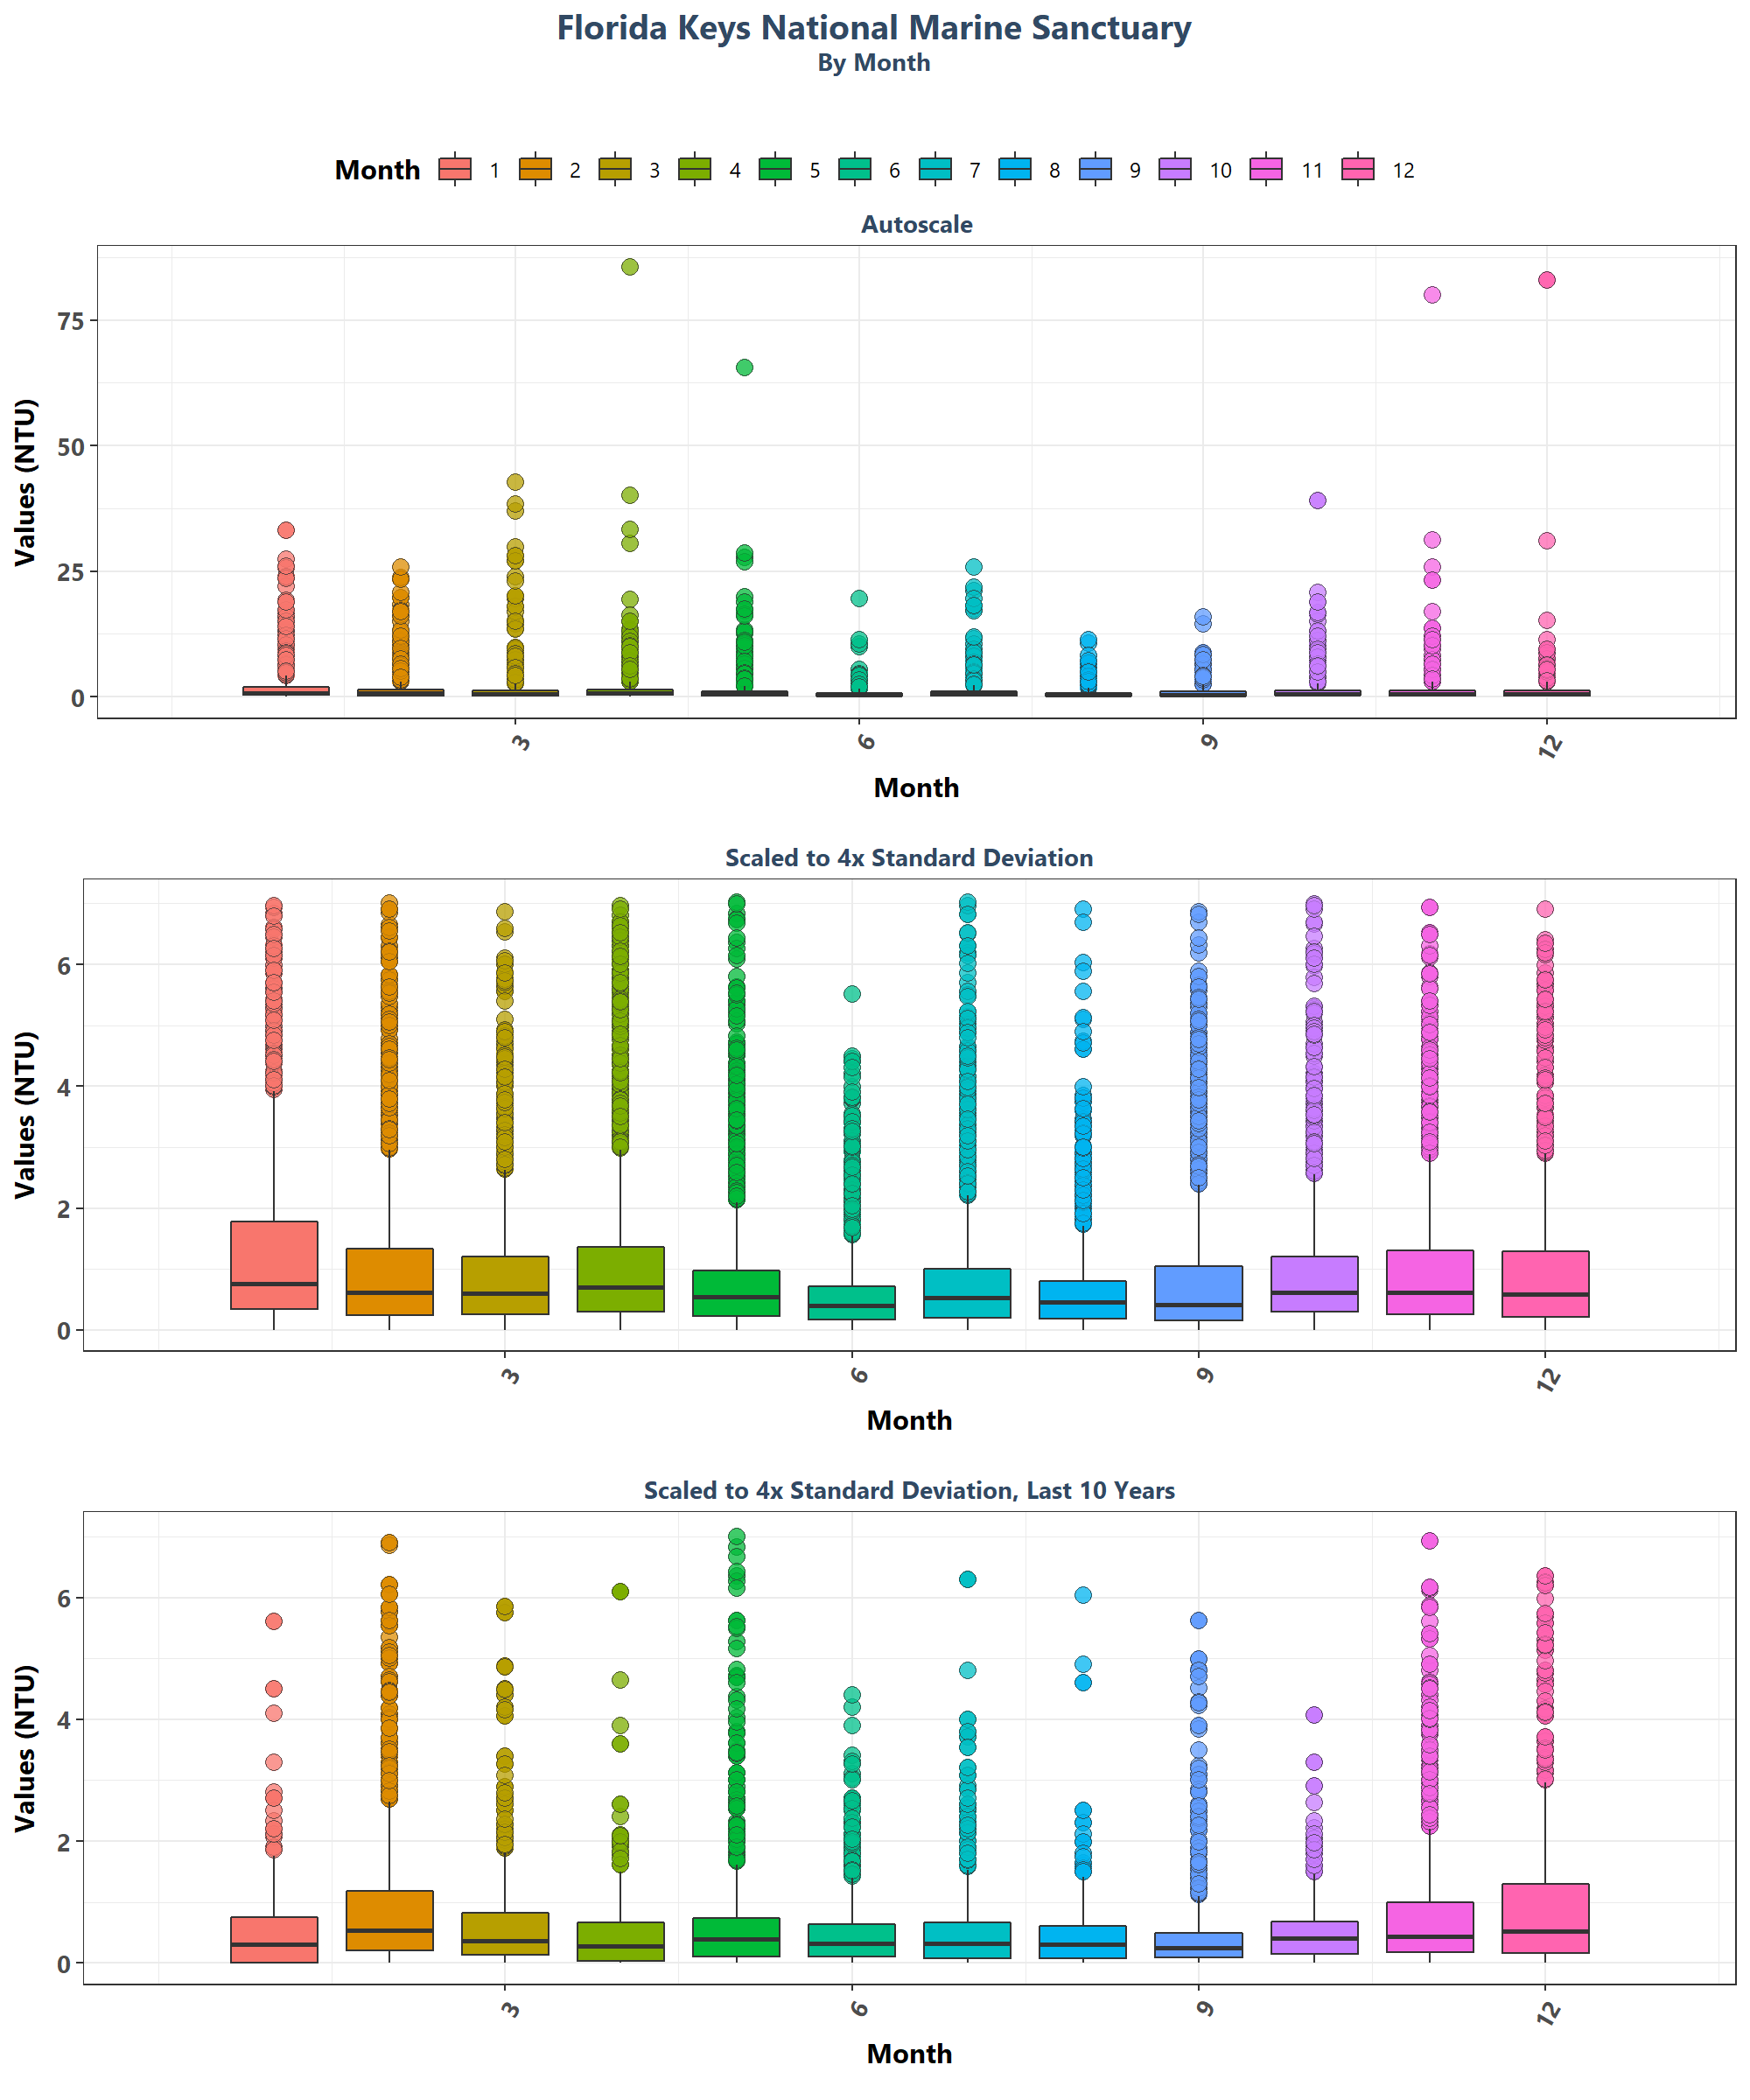 Florida Keys National Marine Sanctuary
By Month
Month 1 2 3 4 5 6 7 8 9 10 11 12
Autoscale
Values (NTU)
75
50
25
0
3 6 9 12
Month
Scaled to 4x Standard Deviation
Values (NTU)
6
4
2
0
3 6 9 12
Month
Scaled to 4x Standard Deviation, Last 10 Years
Values (NTU)
6
4
2
0
3 6 9 12
Month